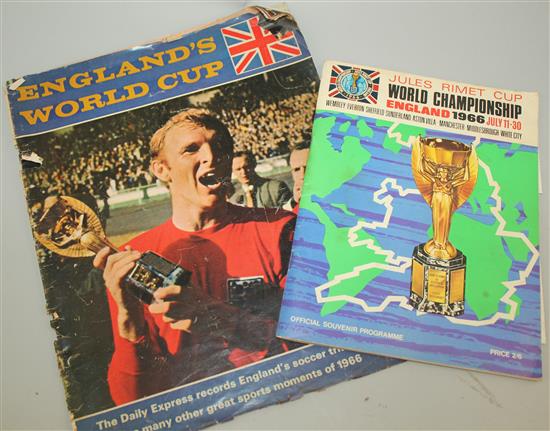 ENGLAND'S
WORLD CUP
The Daily Express records England's soccer
many other great sports moments of 1966
JULES RIMET CUP
WORLD CHAMPIONSHIP
ENGLAND 1966 JULY 11-30
WEMBLEY EVERTON SHEFFIELD SUNDERLAND ASTON VILLA · MANCHESTER · MIDDLESBROUGH WHITE CITY
OFFICIAL SOUVENIR PROGRAMME
PRICE 2/6